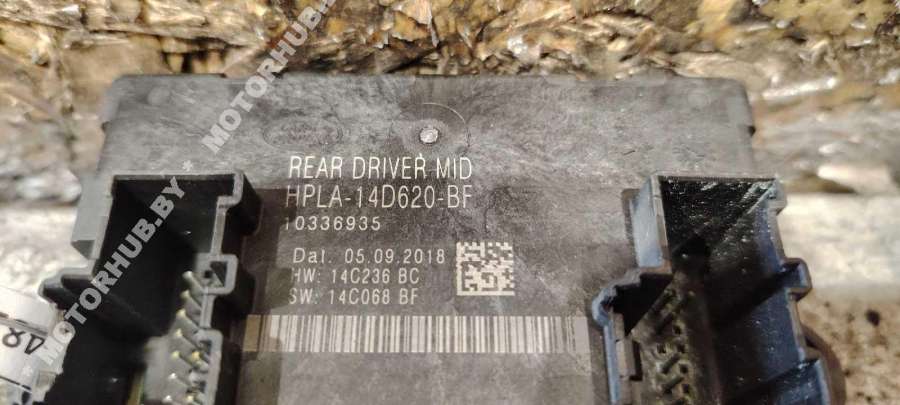 REAR DRIVER MID
HPLA-14D620-BF
10336935
Dat. 05.09.2018
HW: 14C236 BC
SW: 14C068 BF
MOTORHUB.BY * MOTORHUB.BY